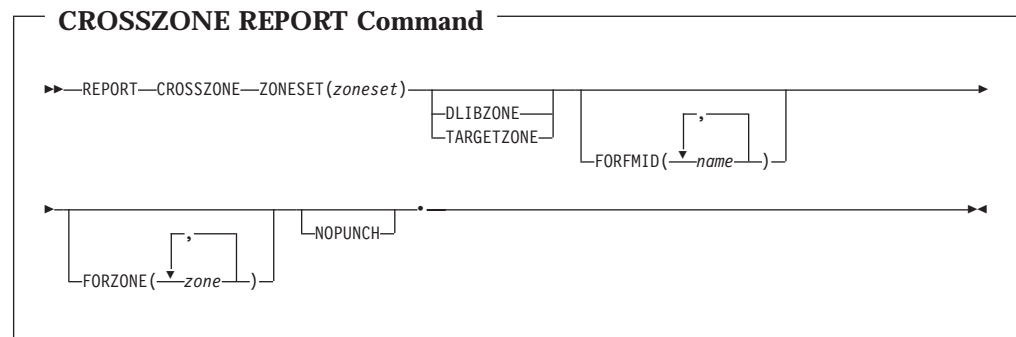 CROSSZONE REPORT Command
REPORT CROSSZONE ZONESET(zoneset)
DLIBZONE
TARGETZONE
,
FORFMID( name )
.
NOPUNCH
,
FORZONE( zone )